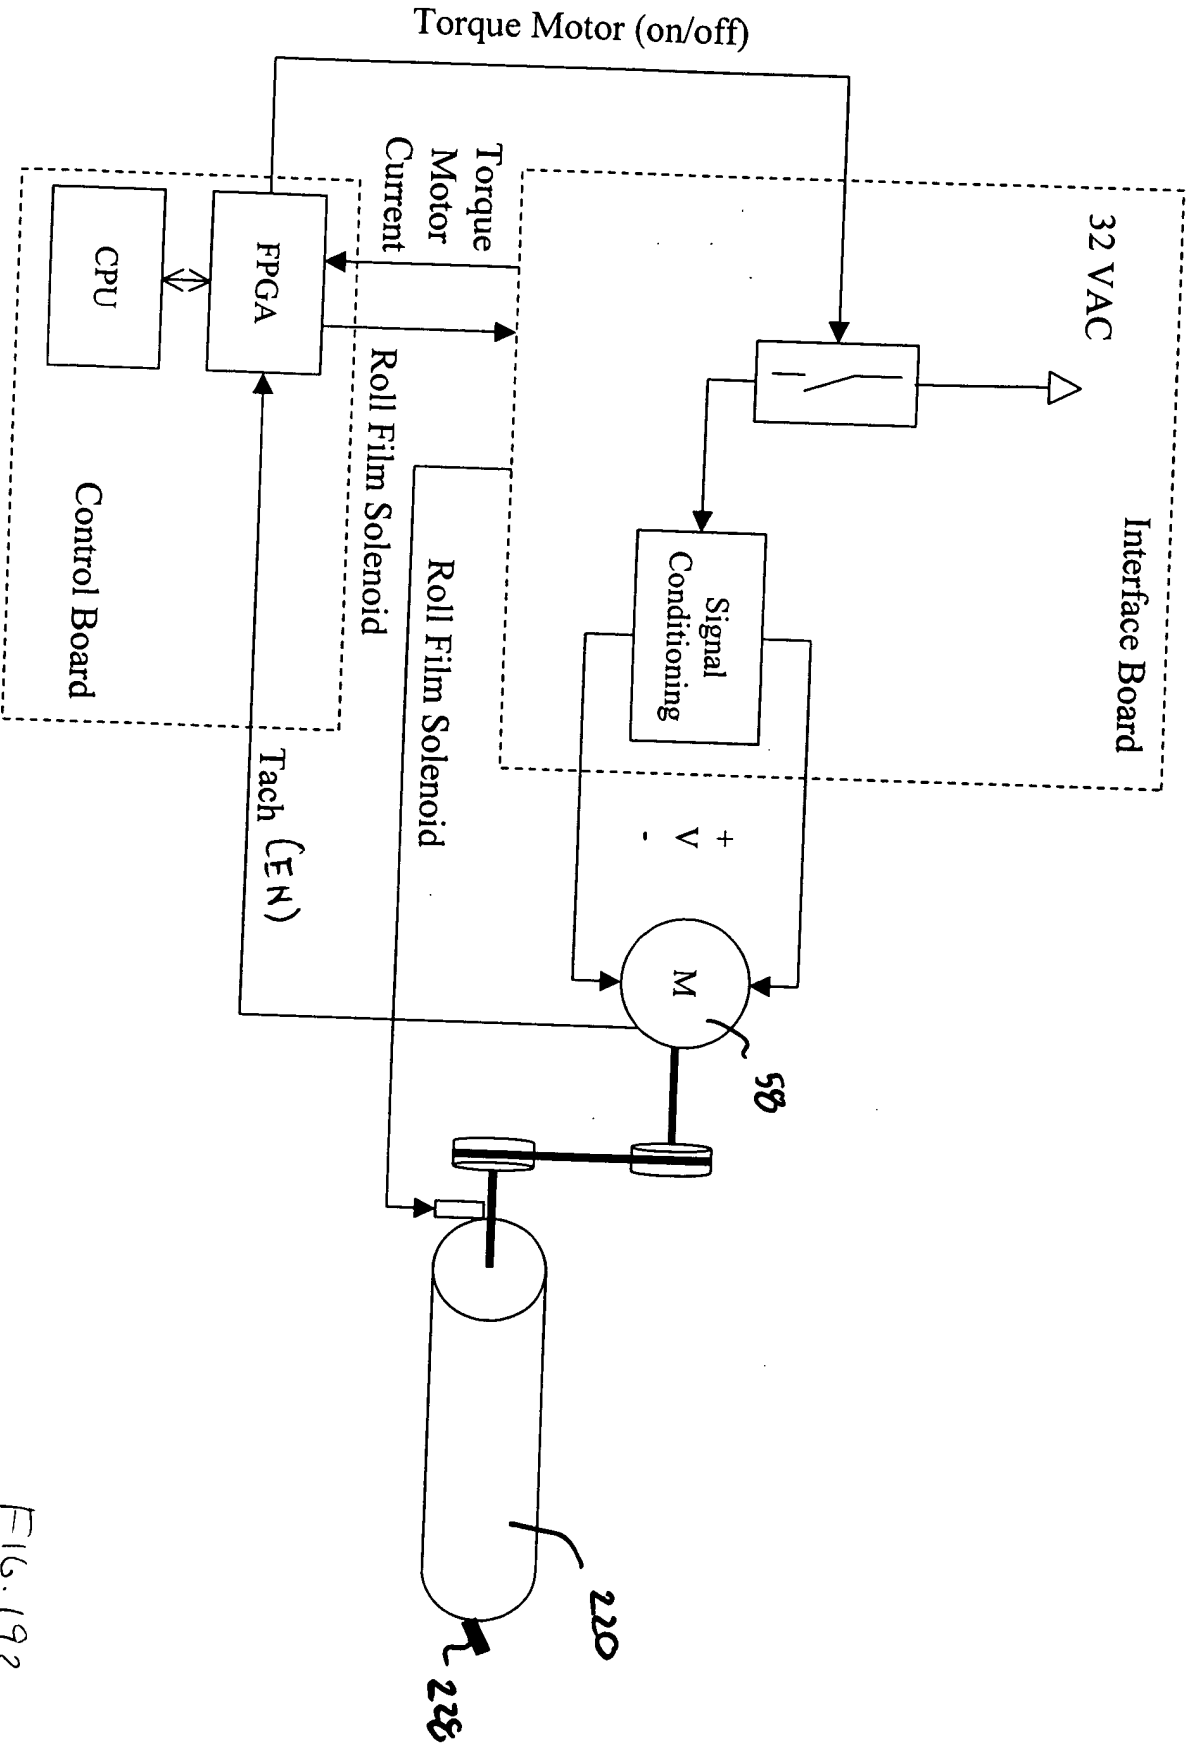 Torque Motor (on/off)
32 VAC
Interface Board
Signal
Conditioning
+
V
-
M
58
Torque
Motor
Current
Roll Film Solenoid
Roll Film Solenoid
FPGA
CPU
Control Board
Tach (EN)
220
228
FIG. 192